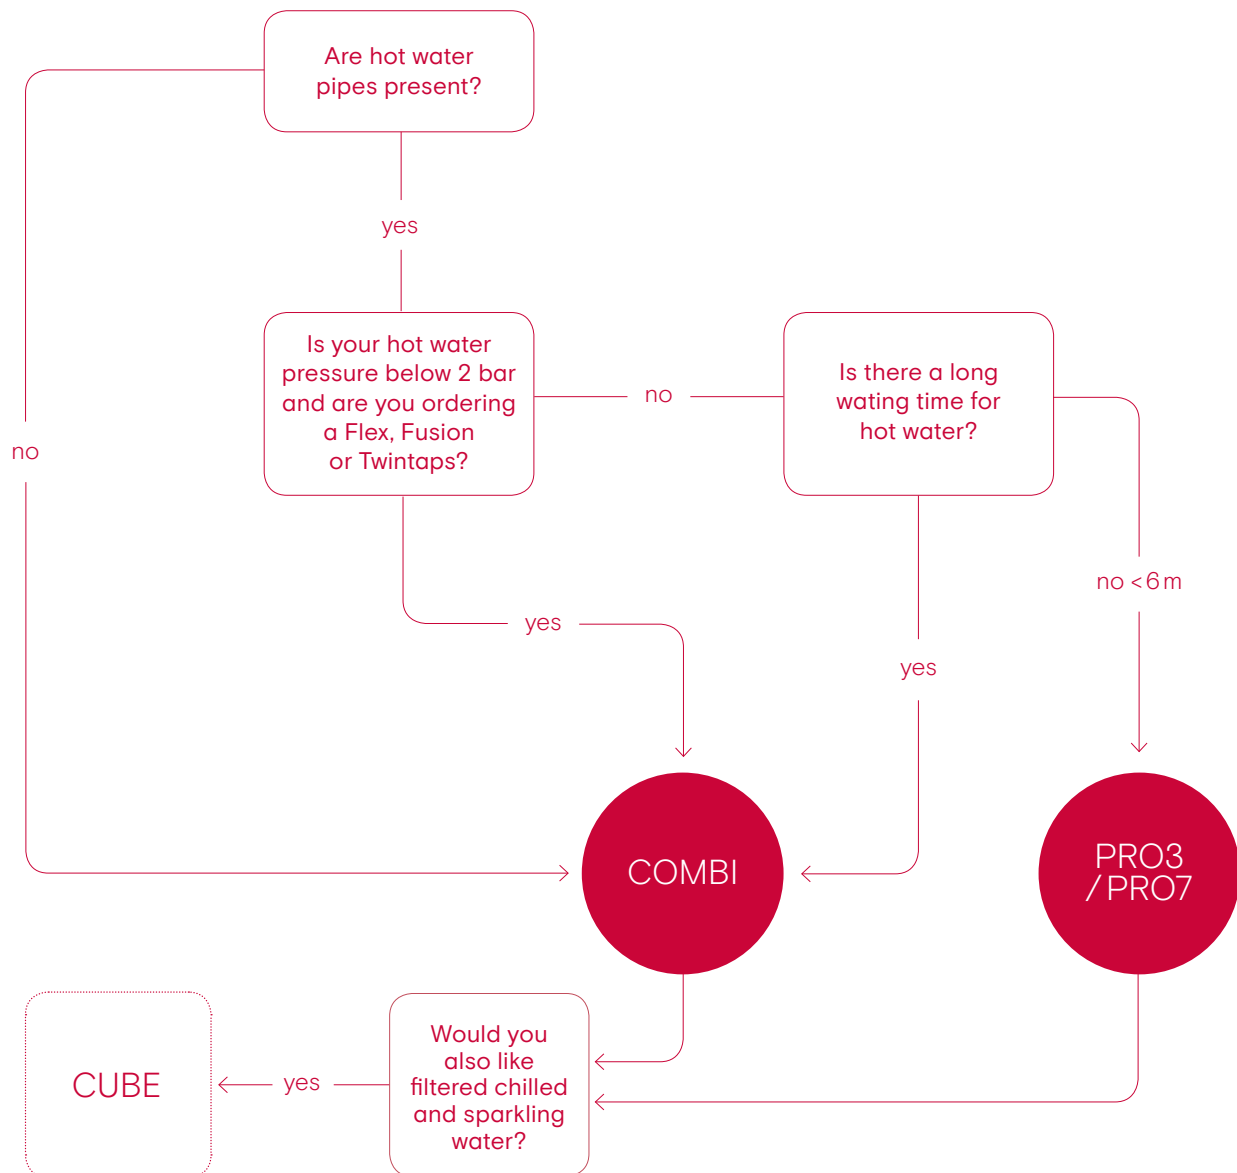 Are hot water
pipes present?
yes
Is your hot water
pressure below 2 bar
and are you ordering
a Flex, Fusion
or Twintaps?
no
Is there a long
wating time for
hot water?
no
no <6 m
yes
yes
COMBI
PRO3
/ PRO7
Would you
also like
filtered chilled
and sparkling
water?
yes
CUBE